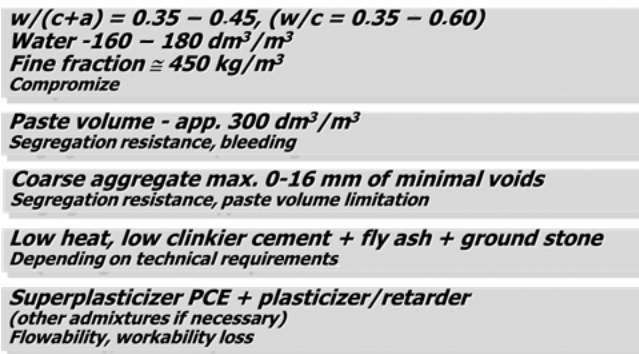 w/(c+a) = 0.35 – 0.45, (w/c = 0.35 – 0.60)
Water -160 – 180 dm³/m³
Fine fraction ≅ 450 kg/m³
Compromize
Paste volume - app. 300 dm³/m³
Segregation resistance, bleeding
Coarse aggregate max. 0-16 mm of minimal voids
Segregation resistance, paste volume limitation
Low heat, low clinkier cement + fly ash + ground stone
Depending on technical requirements
Superplasticizer PCE + plasticizer/retarder
(other admixtures if necessary)
Flowability, workability loss